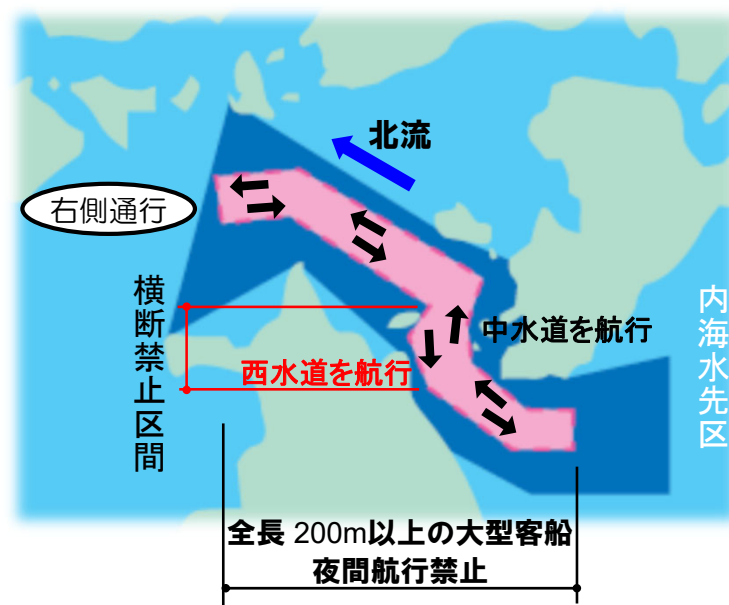 北流
右側通行
横断禁止区間
中水道を航行
西水道を航行
内海水先区
全長 200m以上の大型客船
夜間航行禁止